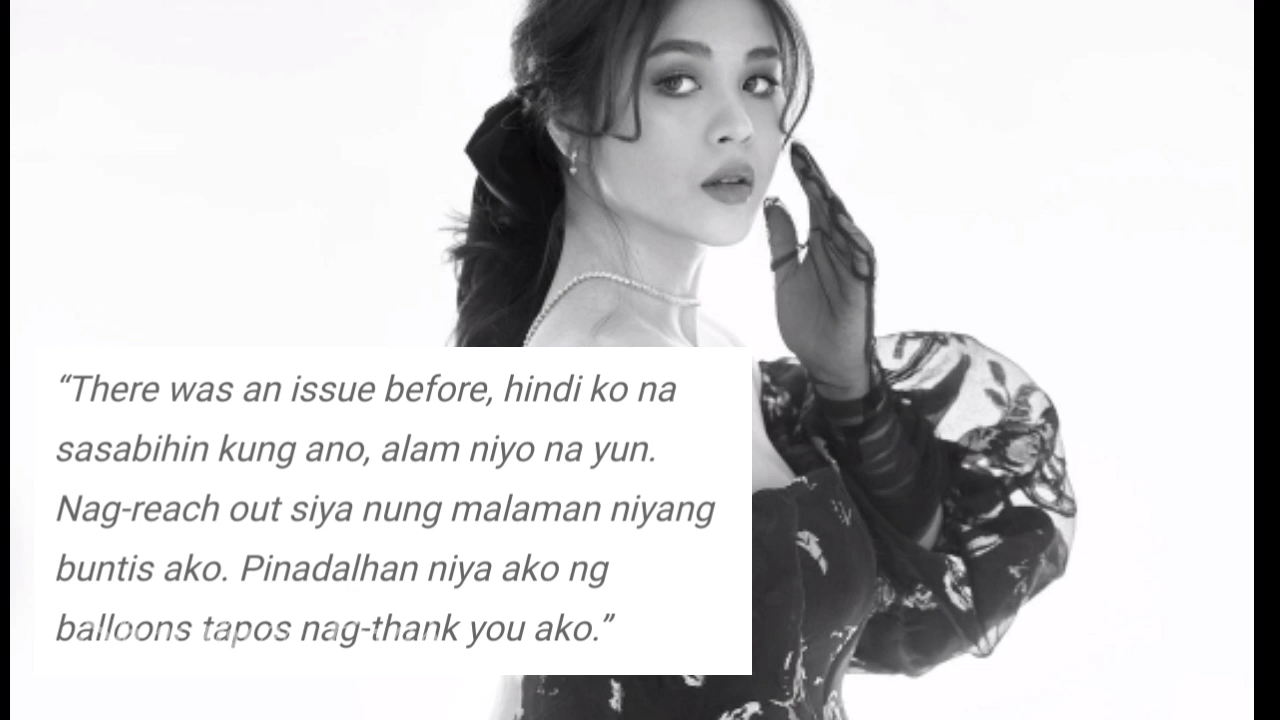 “There was an issue before, hindi ko na
sasabihin kung ano, alam niyo na yun.
Nag-reach out siya nung malaman niyang
buntis ako. Pinadalhan niya ako ng
balloons tapos nag-thank you ako.”